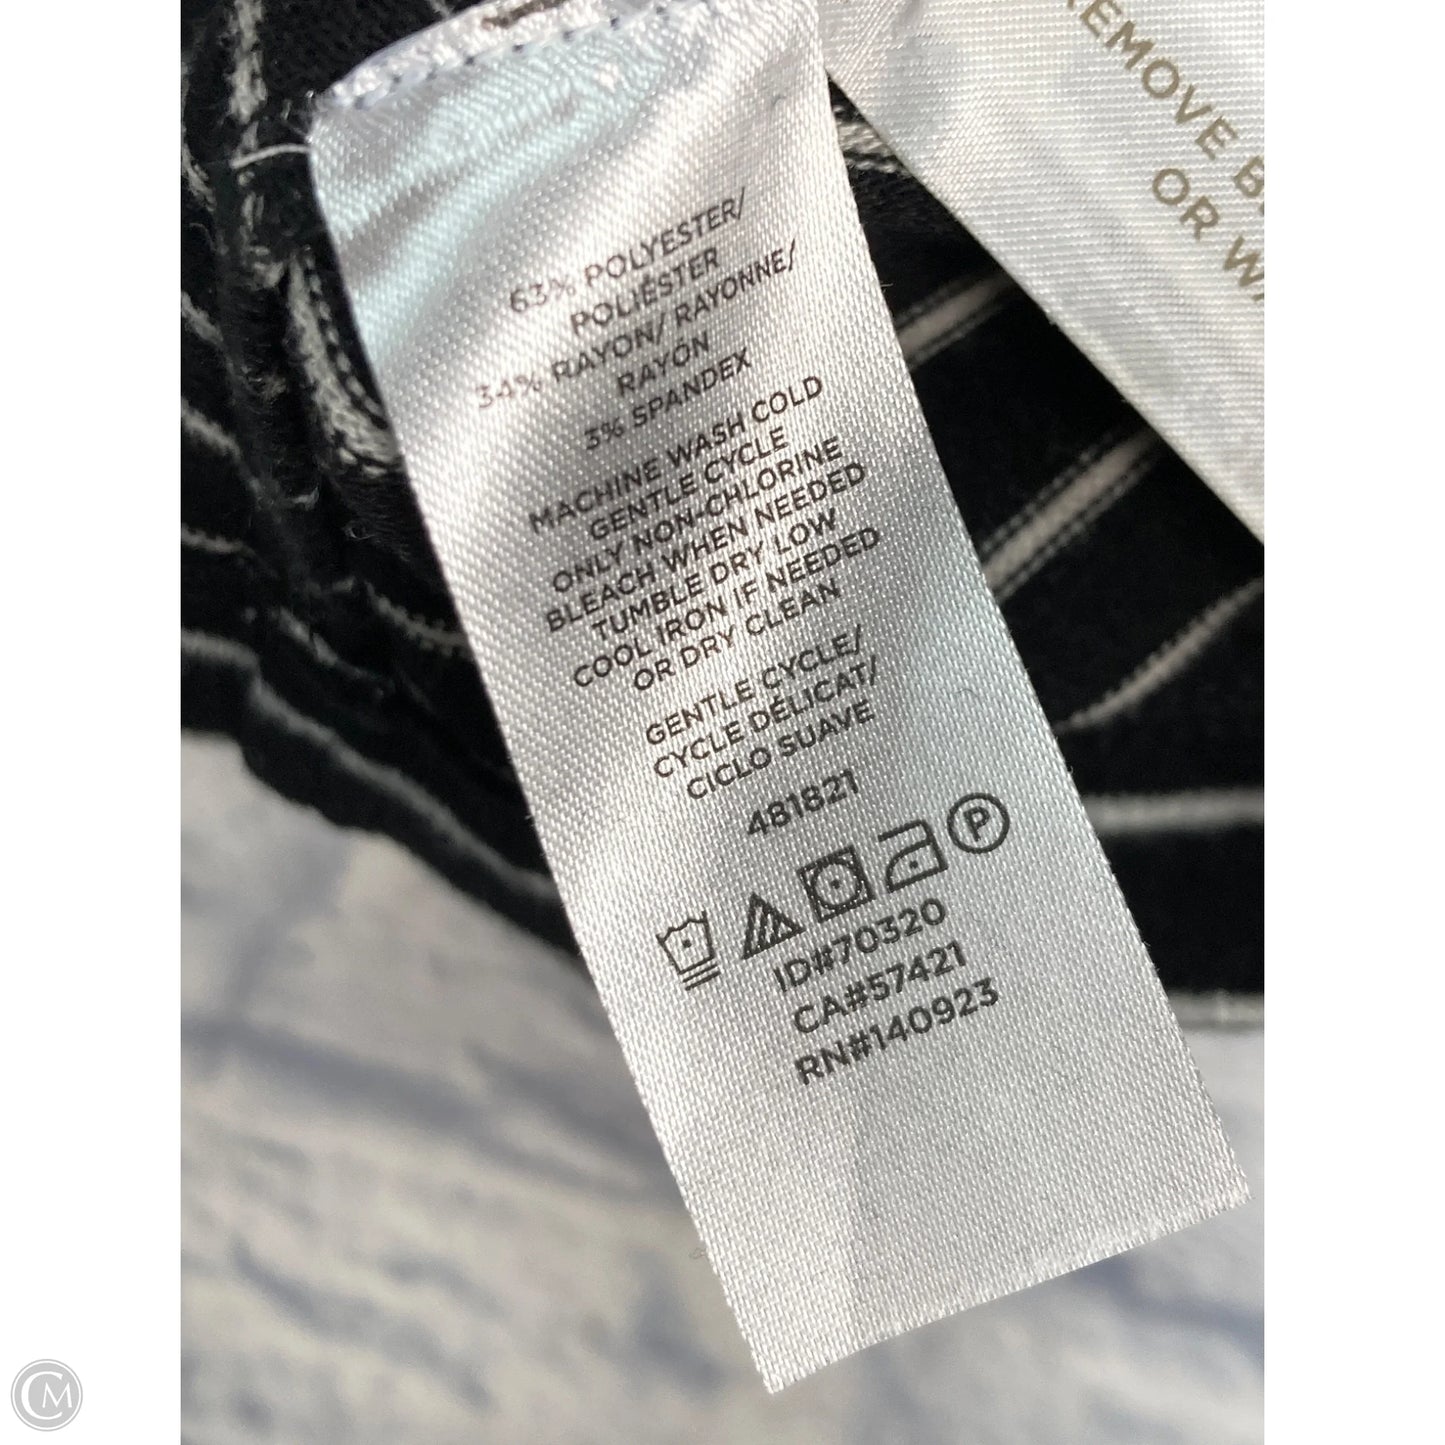 63% POLYESTER/
POLIÉSTER
34% RAYON/ RAYONNE/
RAYÓN
3% SPANDEX
MACHINE WASH COLD
GENTLE CYCLE
ONLY NON-CHLORINE
BLEACH WHEN NEEDED
TUMBLE DRY LOW
COOL IRON IF NEEDED
OR DRY CLEAN
GENTLE CYCLE/
CYCLE DÉLICAT/
CICLO SUAVE
481821
P
ID#70320
CA#57421
RN#140923
REMOVE
OR
CM